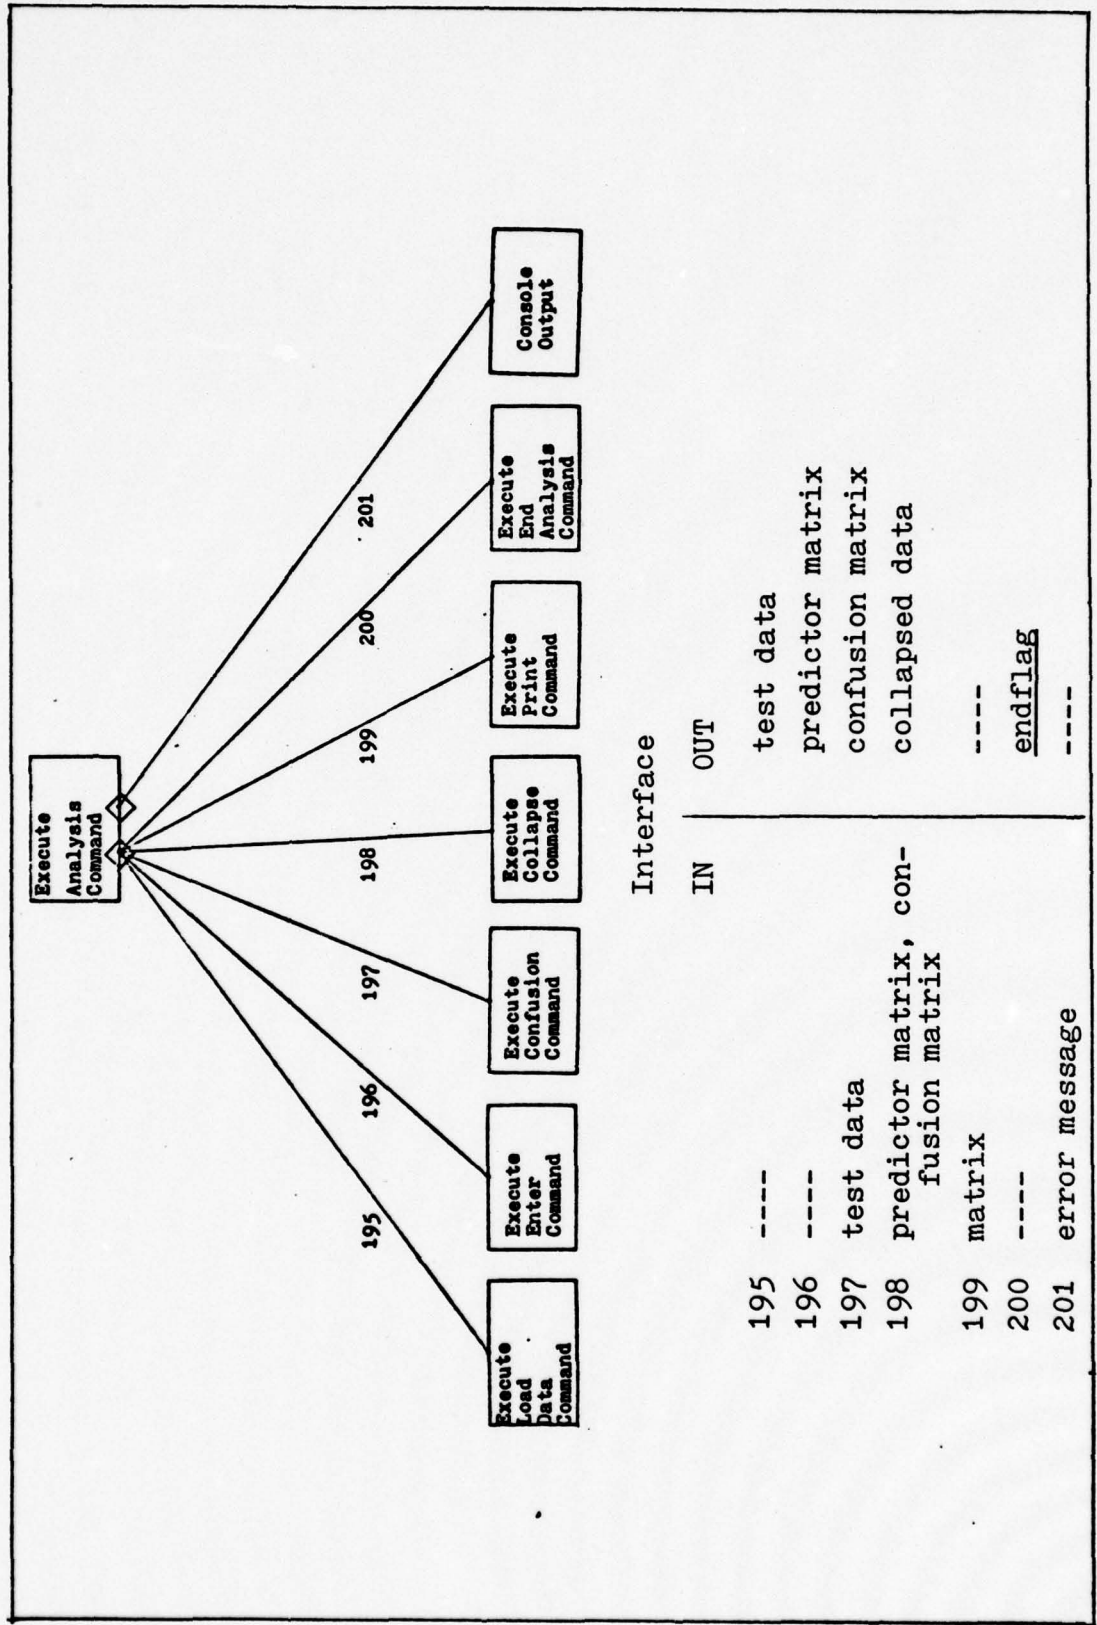 Execute
Analysis
Command
195
196
197
198
199
200
201
Execute
Load
Data
Command
Execute
Enter
Command
Execute
Confusion
Command
Execute
Collapse
Command
Execute
Print
Command
Execute
End
Analysis
Command
Console
Output
Interface
IN OUT
195 ---- test data
196 ---- predictor matrix
197 test data confusion matrix
198 predictor matrix, con- collapsed data
fusion matrix
199 matrix ----
200 ---- endflag
201 error message ----